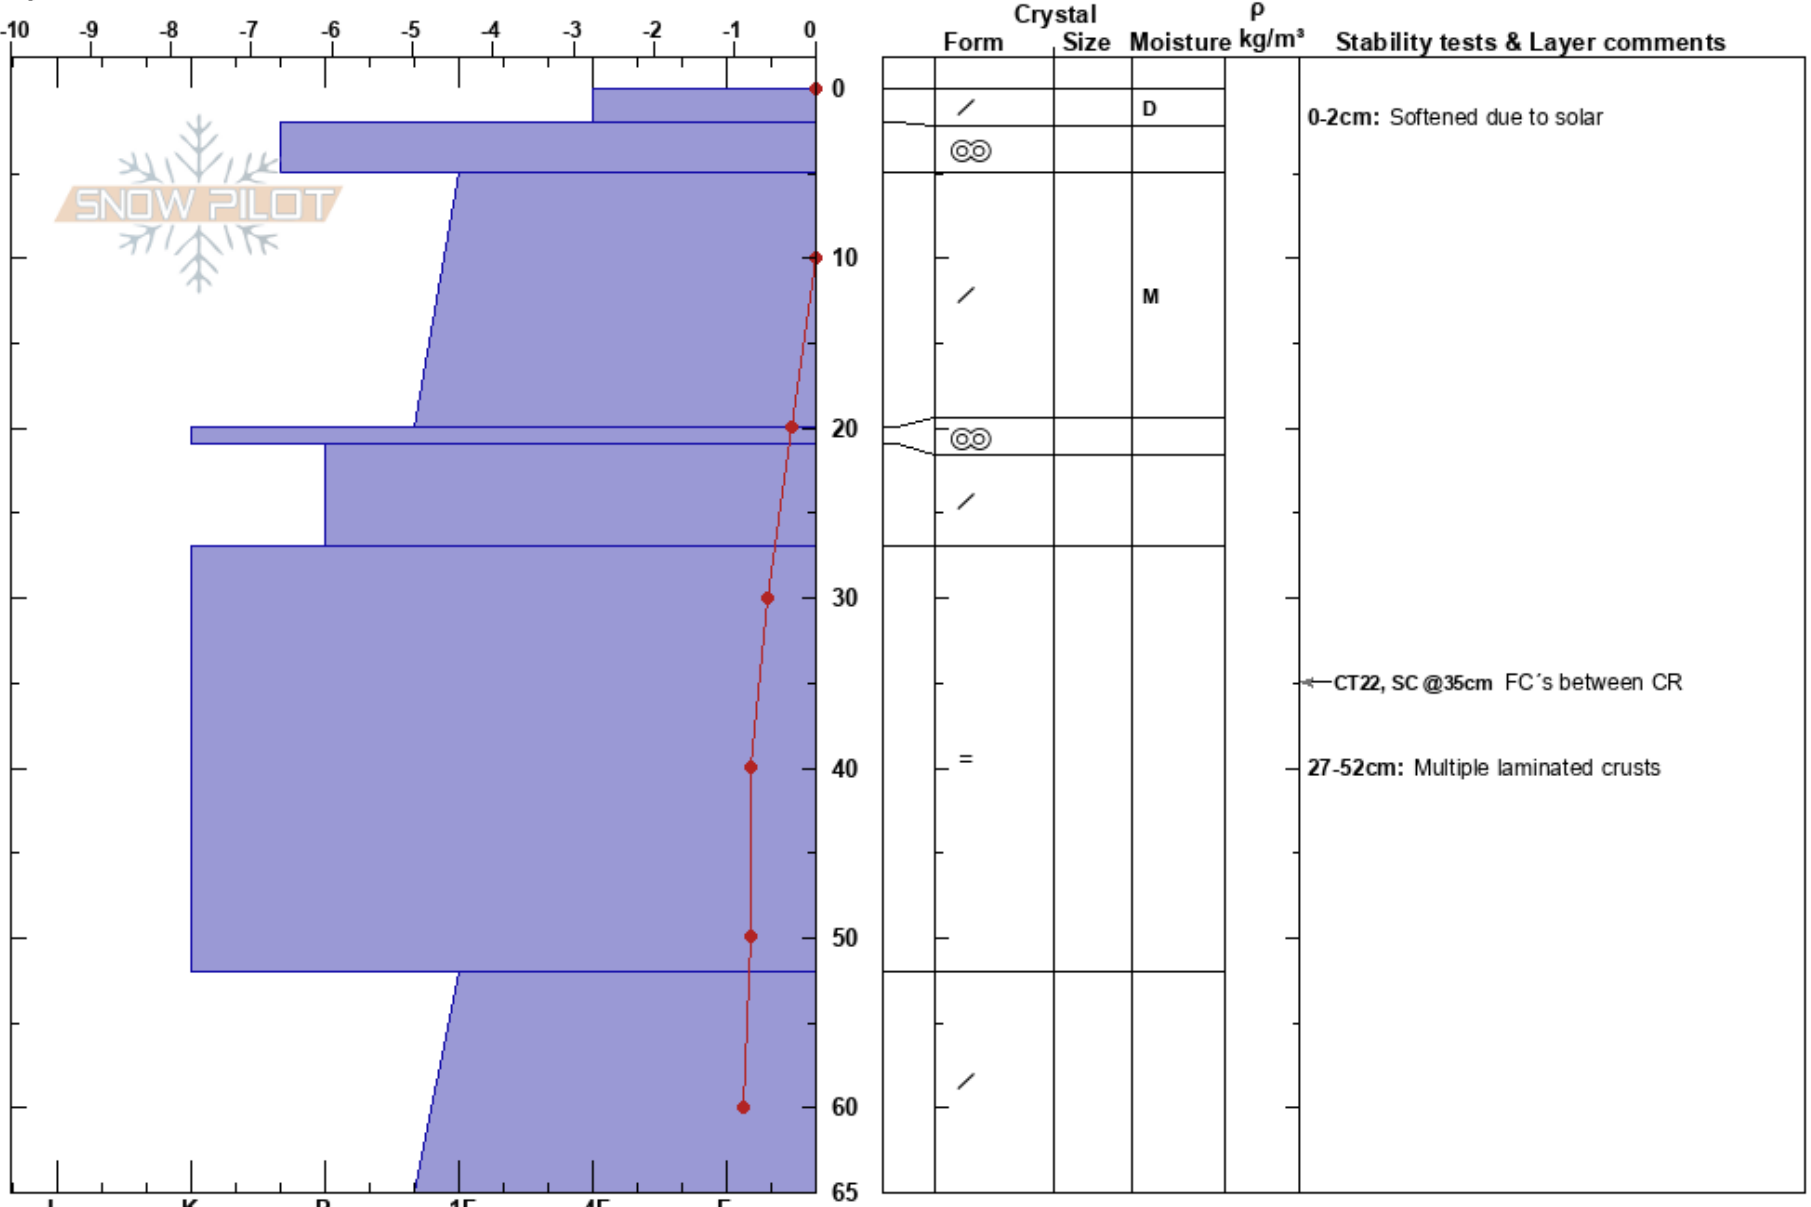 Crystal ρ
-10 -9 -8 -7 -6 -5 -4 -3 -2 -1 0
Form Size Moisture kg/m³ Stability tests & Layer comments
0
D
0-2cm: Softened due to solar
SNOW PILOT
10
M
20
30
CT22, SC @35cm FC´s between CR
=
40
27-52cm: Multiple laminated crusts
50
60
65
K P 1F 4F F